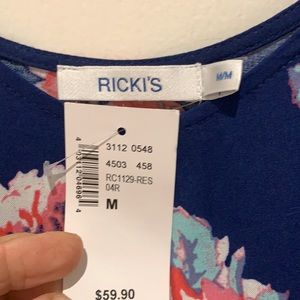 RICKI'S
M/M
3112 0548
4503 458
RC1129-RES
04R
M
$59.90